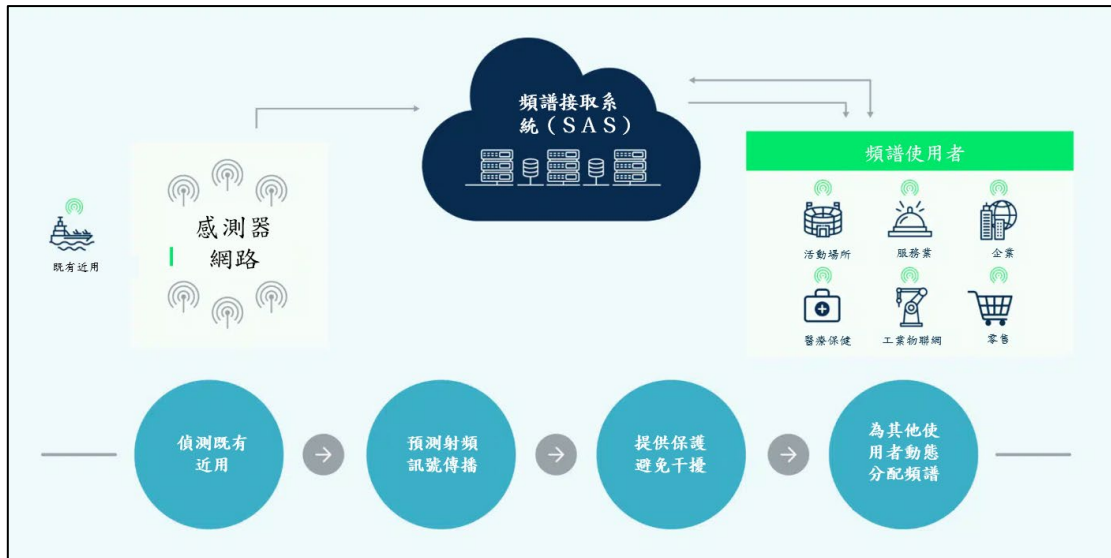 頻譜接取系
統（SAS）
頻譜使用者
感測器
網路
既有近用
活動場所
服務業
企業
醫療保健
工業物聯網
零售
偵測既有
近用
預測射頻
訊號傳播
提供保護
避免干擾
為其他使
用者動態
分配頻譜